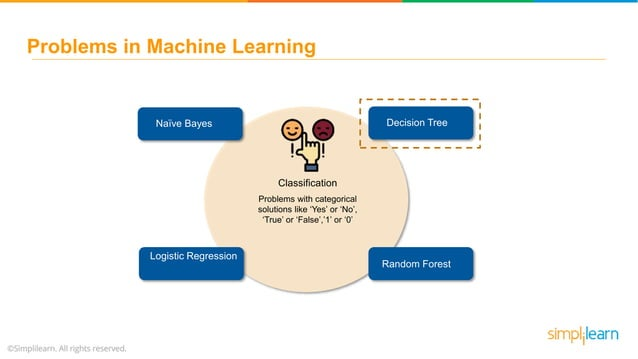 Problems in Machine Learning
Naïve Bayes
Decision Tree
Classification
Problems with categorical
solutions like ‘Yes’ or ‘No’,
‘True’ or ‘False’,’1’ or ‘0’
Logistic Regression
Random Forest
©Simplilearn. All rights reserved.
simplilearn